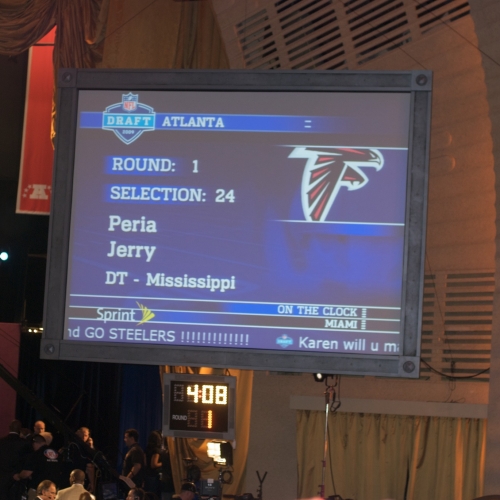 DRAFT ATLANTA
ROUND: 1
SELECTION: 24
Peria
Jerry
DT - Mississippi
ON THE CLOCK
Sprint
MIAMI
nd GO STEELERS !!!!!!!!!!!!! Karen will u m
4:08
ROUND 1